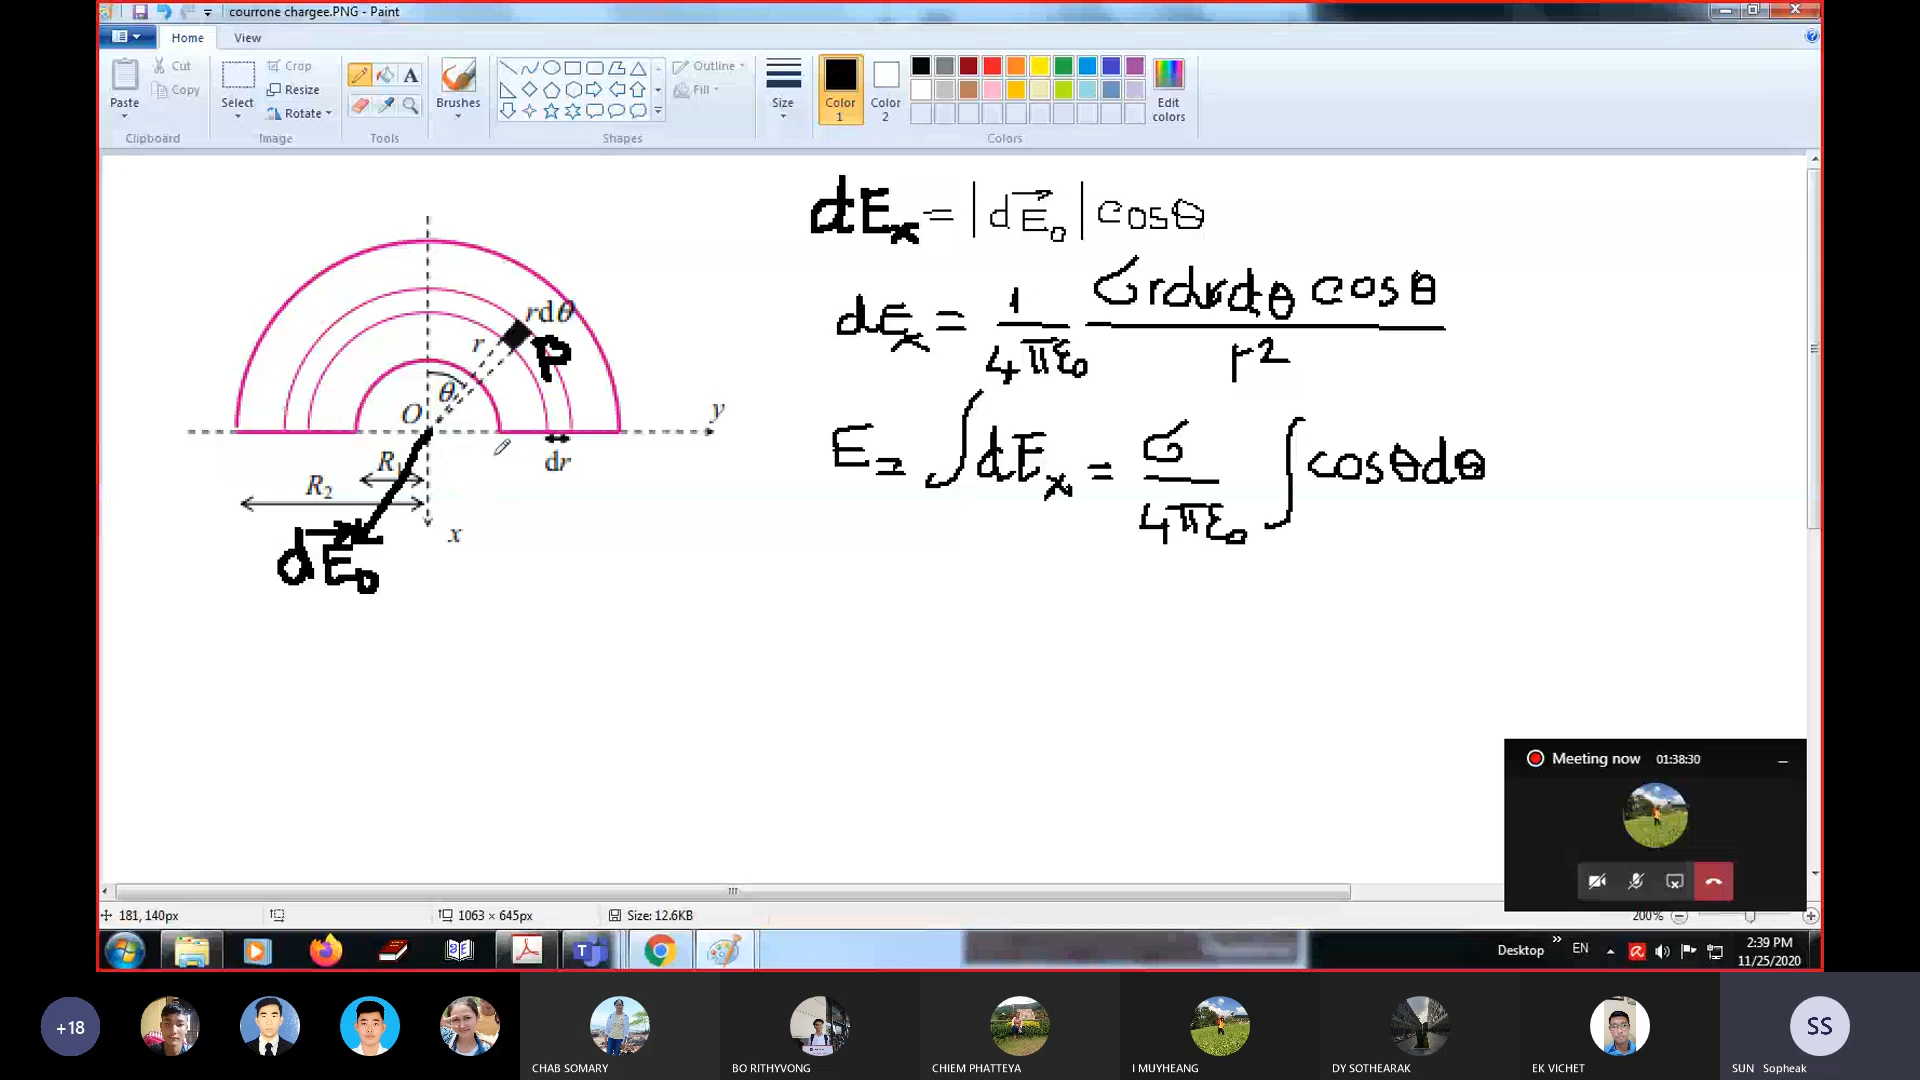 courrone chargee.PNG - Paint
Home View
Paste Cut Copy Select Crop Resize Rotate A Brushes Outline Fill Size Color 1 Color 2 Edit colors
Clipboard Image Tools Shapes Colors
dEₓ = |dE⃗₀| cosθ
dEₓ = 1/4πε₀ σrdrdθ cosθ / r²
E = ∫dEₓ = σ/4πε₀ ∫cosθdθ
rdθ
r P
θ
O y
R₁ dr
R₂
x
dE⃗₀
Meeting now 01:38:30
181, 140px 1063 × 645px Size: 12.6KB 200%
Desktop » EN 2:39 PM
11/25/2020
+18 SS
CHAB SOMARY BO RITHYVONG CHIEM PHATTEYA I MUYHEANG DY SOTHEARAK EK VICHET SUN Sopheak